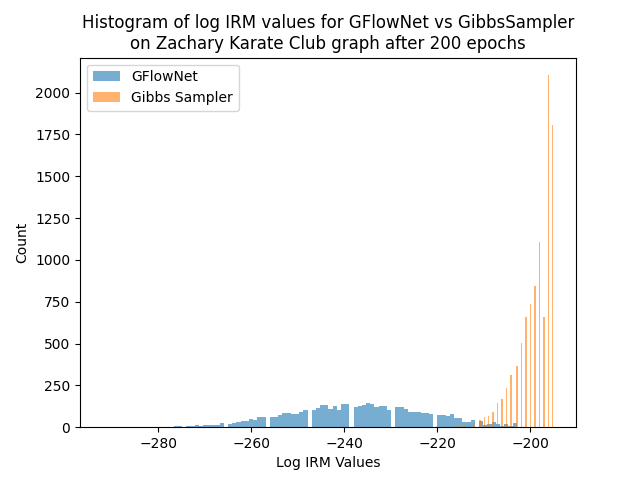 Histogram of log IRM values for GFlowNet vs GibbsSampler
on Zachary Karate Club graph after 200 epochs
GFlowNet
Gibbs Sampler
2000
1750
1500
1250
1000
750
500
250
0
Count
−280
−260
−240
−220
−200
Log IRM Values